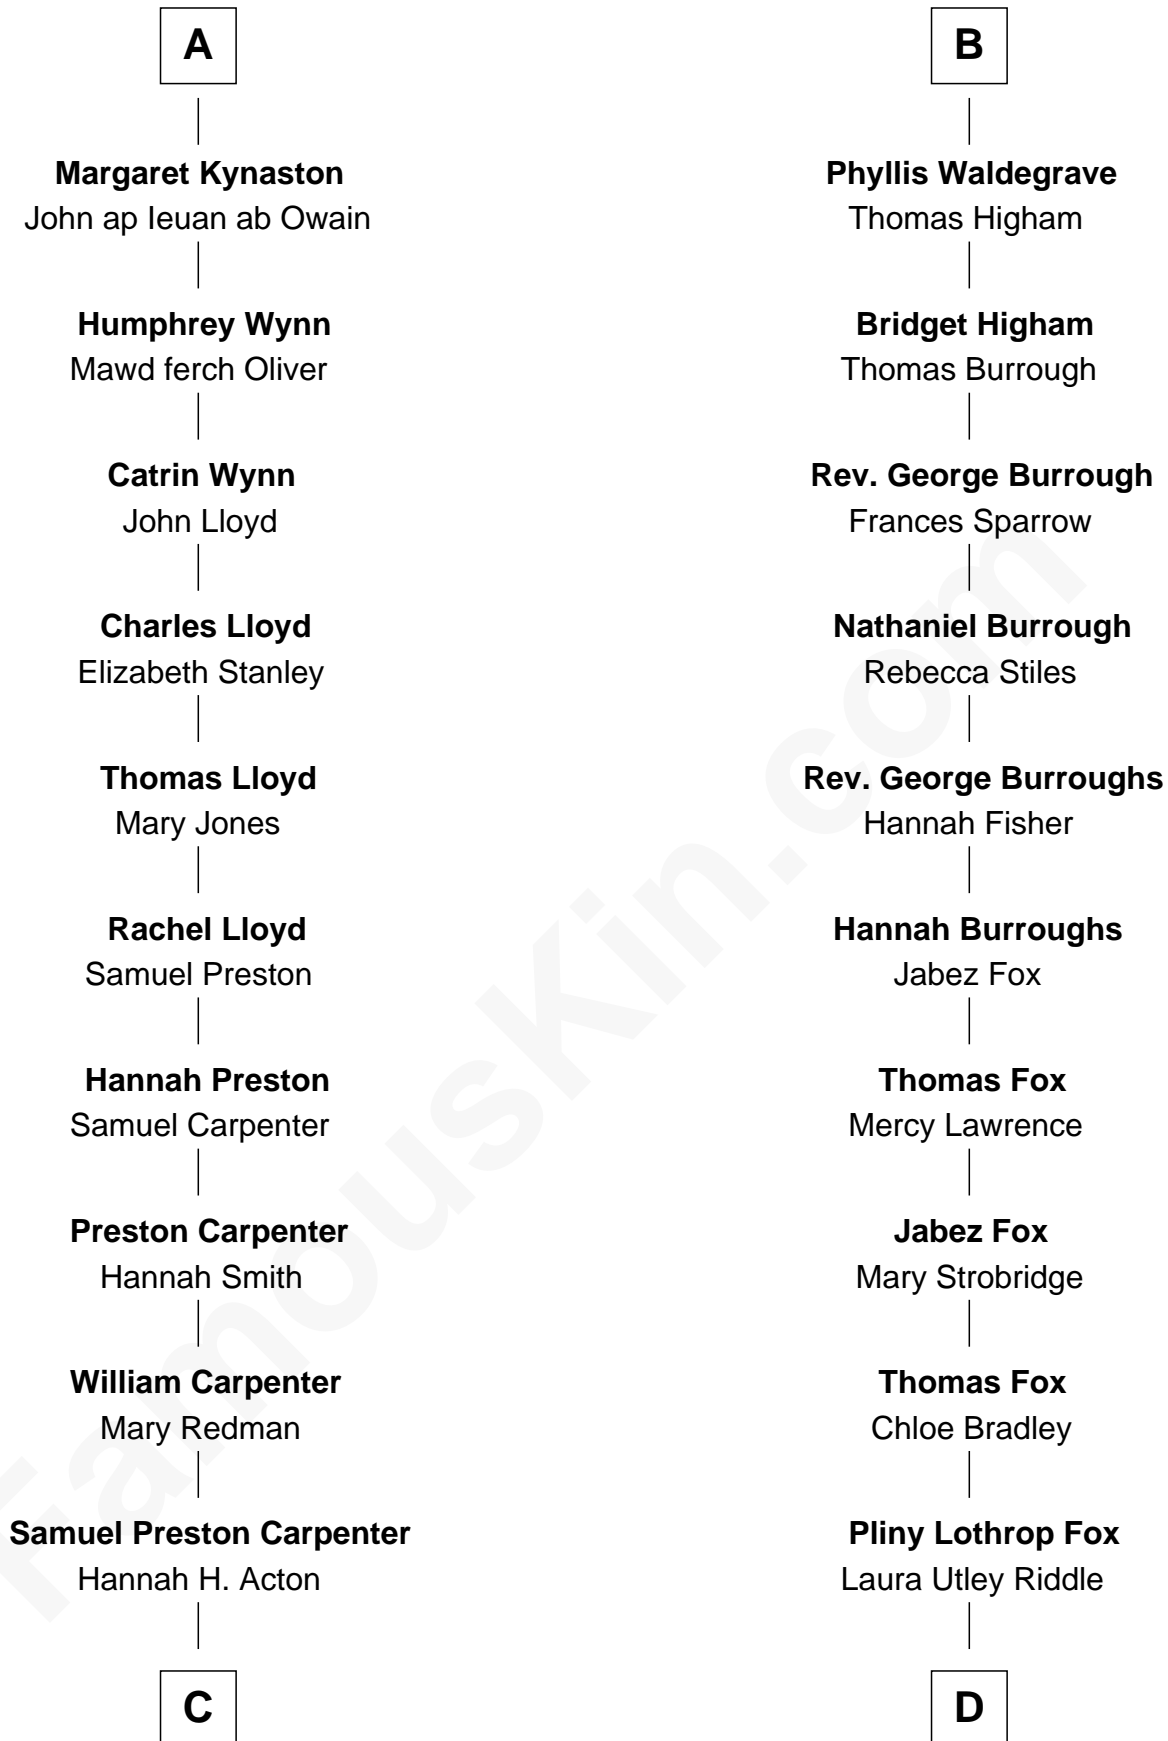 A
Margaret Kynaston
John ap Ieuan ab Owain
Humphrey Wynn
Mawd ferch Oliver
Catrin Wynn
John Lloyd
Charles Lloyd
Elizabeth Stanley
Thomas Lloyd
Mary Jones
Rachel Lloyd
Samuel Preston
Hannah Preston
Samuel Carpenter
Preston Carpenter
Hannah Smith
William Carpenter
Mary Redman
Samuel Preston Carpenter
Hannah H. Acton
C
B
Phyllis Waldegrave
Thomas Higham
Bridget Higham
Thomas Burrough
Rev. George Burrough
Frances Sparrow
Nathaniel Burrough
Rebecca Stiles
Rev. George Burroughs
Hannah Fisher
Hannah Burroughs
Jabez Fox
Thomas Fox
Mercy Lawrence
Jabez Fox
Mary Strobridge
Thomas Fox
Chloe Bradley
Pliny Lothrop Fox
Laura Utley Riddle
D
FamousKin.com